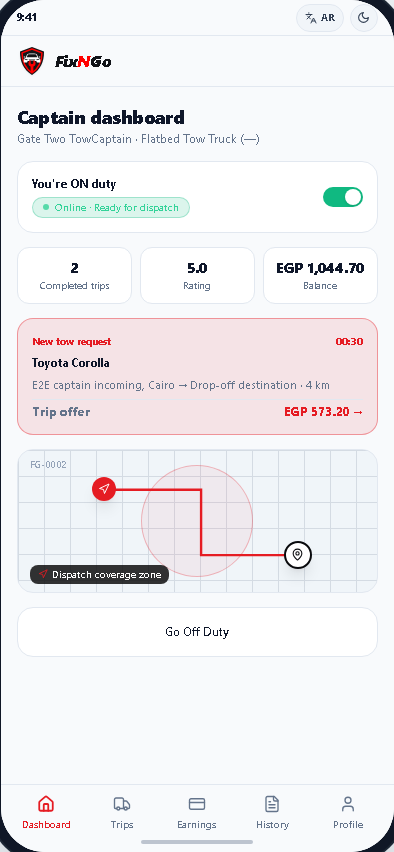 9:41
AR
FixNGo
Captain dashboard
Gate Two TowCaptain · Flatbed Tow Truck (—)
You're ON duty
Online · Ready for dispatch
2
Completed trips
5.0
Rating
EGP 1,044.70
Balance
New tow request
00:30
Toyota Corolla
E2E captain incoming, Cairo → Drop-off destination · 4 km
Trip offer
EGP 573.20 →
FG-0002
Dispatch coverage zone
Go Off Duty
Dashboard
Trips
Earnings
History
Profile